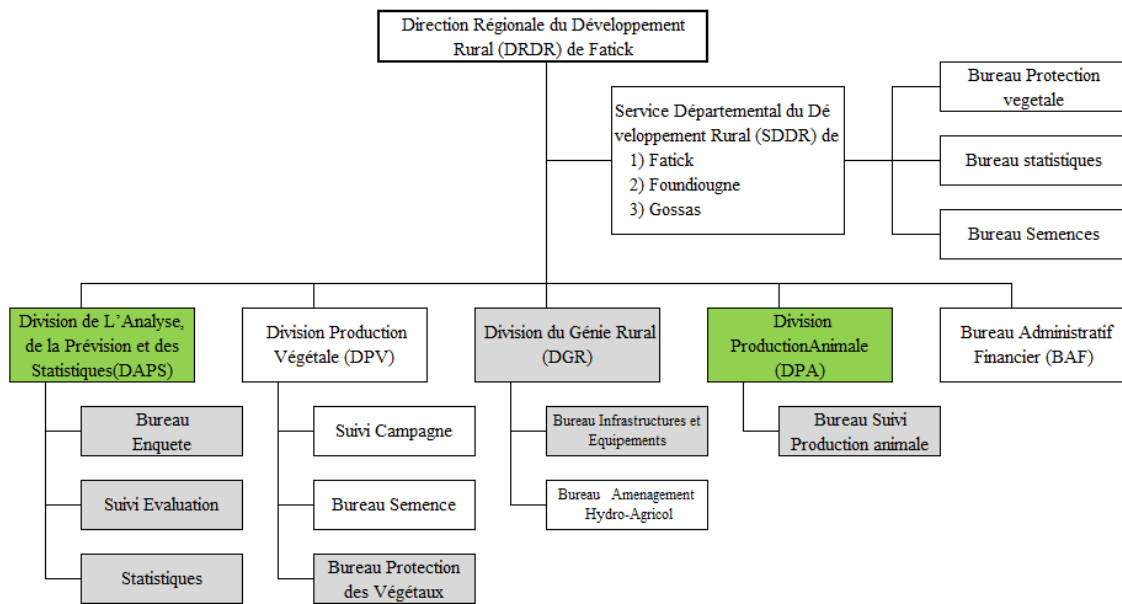 Direction Régionale du Développement
Rural (DRDR) de Fatick
Service Départemental du Dé
veloppement Rural (SDDR) de
1) Fatick
2) Foundiougne
3) Gossas
Bureau Protection
vegetale
Bureau statistiques
Bureau Semences
Division de L'Analyse,
de la Prévision et des
Statistiques(DAPS)
Division Production
Végétale (DPV)
Division du Génie Rural
(DGR)
Division
ProductionAnimale
(DPA)
Bureau Administratif
Financier (BAF)
Bureau
Enquete
Suivi Evaluation
Statistiques
Suivi Campagne
Bureau Semence
Bureau Protection
des Végétaux
Bureau Infrastructures et
Equipements
Bureau Amenagement
Hydro-Agricol
Bureau Suivi
Production animale